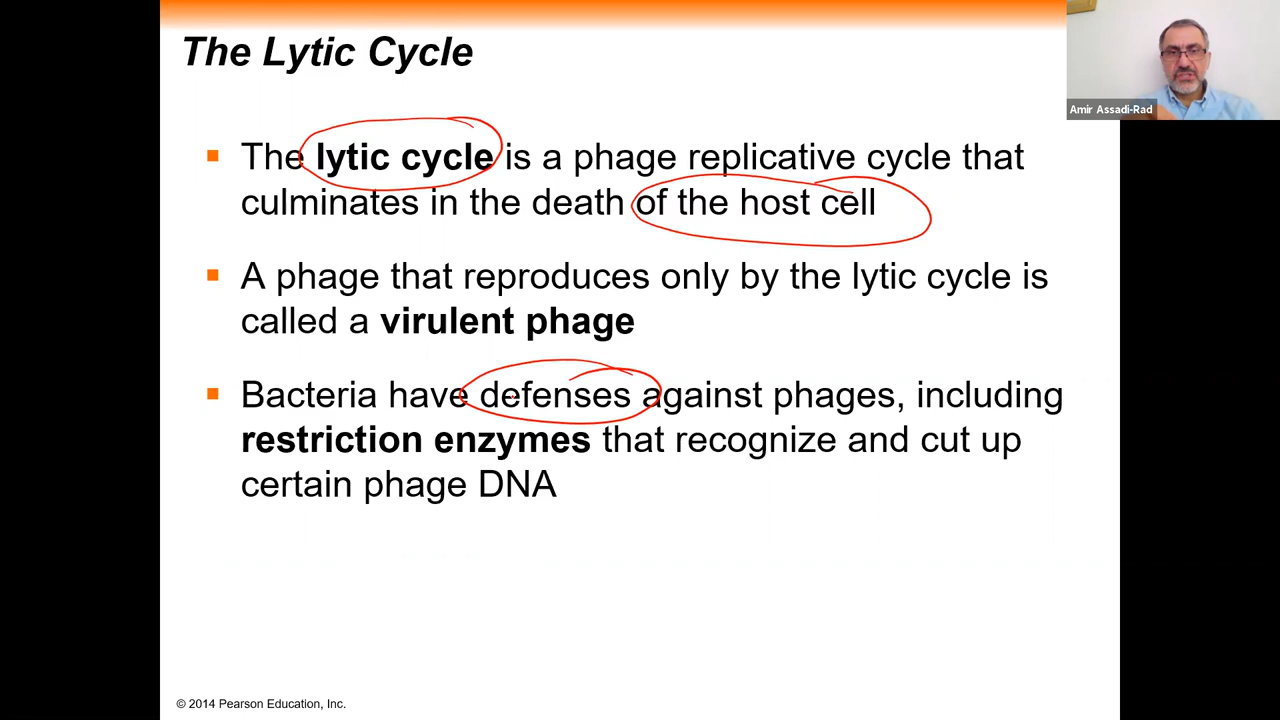 The Lytic Cycle
Amir Assadi-Rad
▪ The lytic cycle is a phage replicative cycle that
culminates in the death of the host cell
▪ A phage that reproduces only by the lytic cycle is
called a virulent phage
▪ Bacteria have defenses against phages, including
restriction enzymes that recognize and cut up
certain phage DNA
© 2014 Pearson Education, Inc.